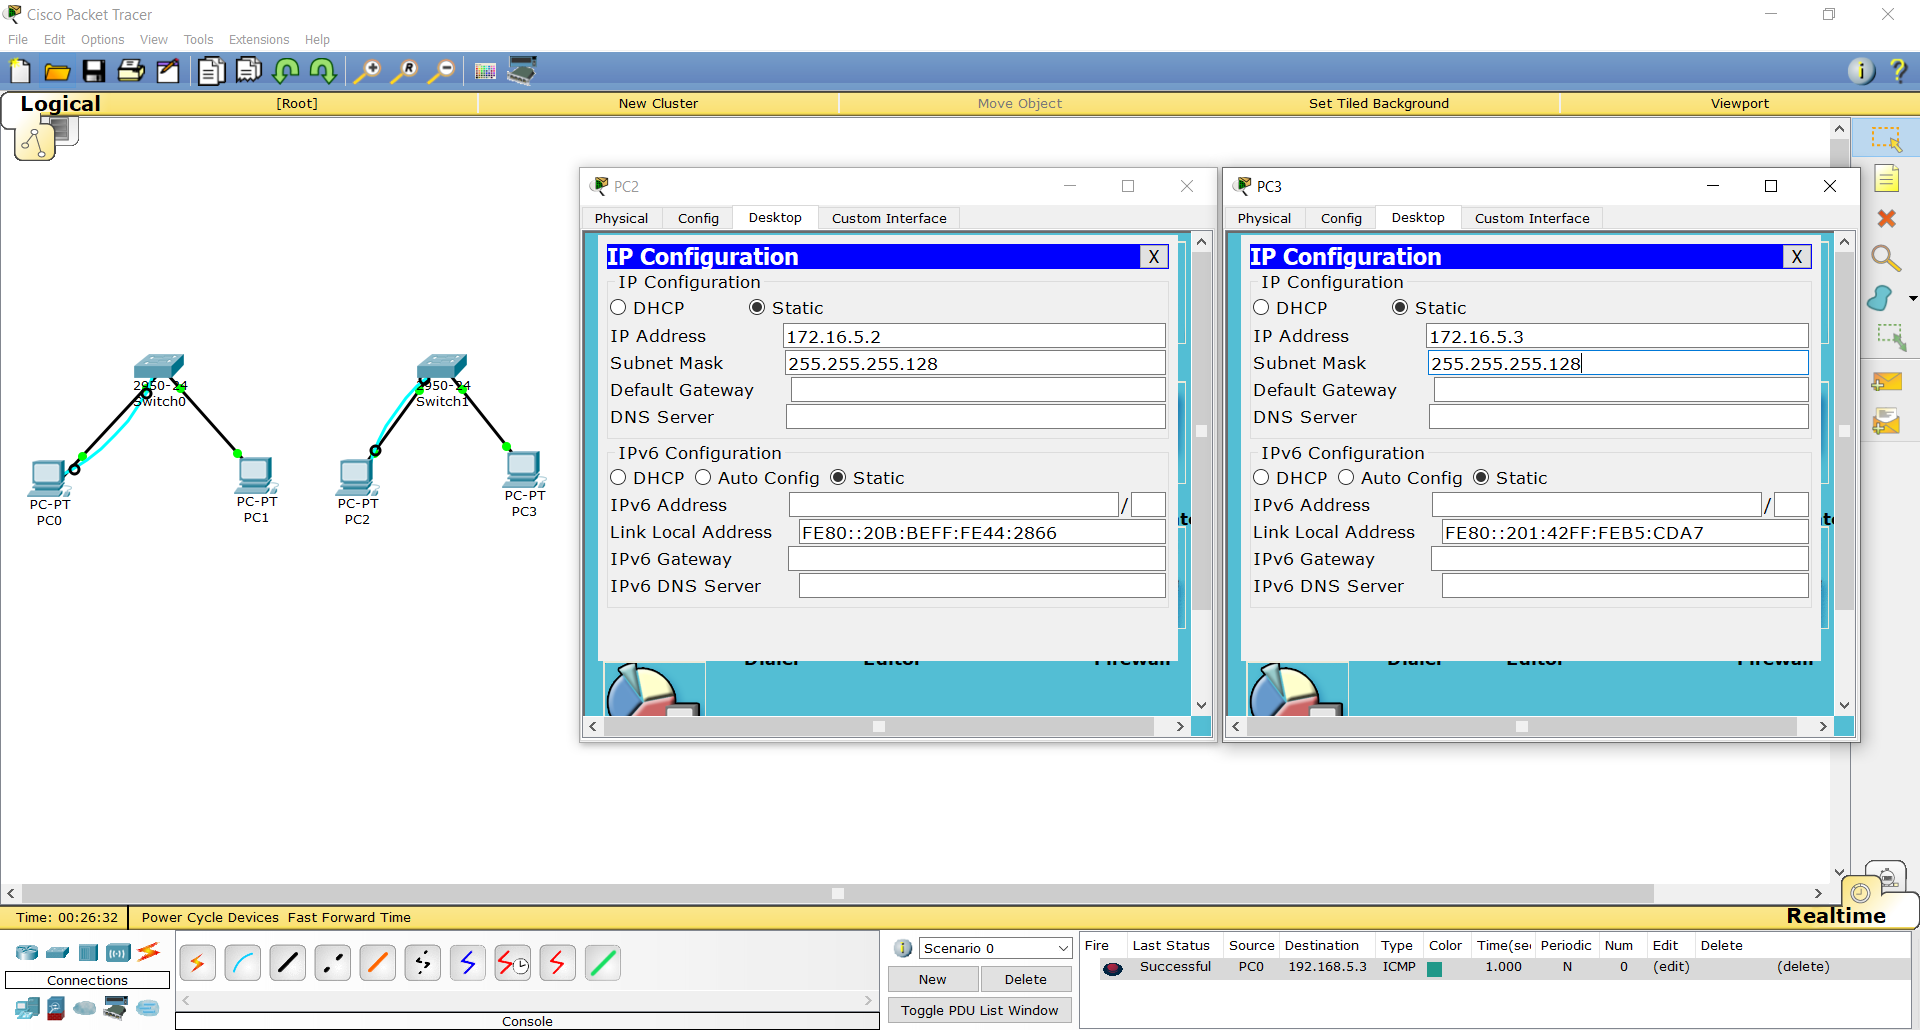 Cisco Packet Tracer
File Edit Options View Tools Extensions Help
Logical [Root] New Cluster Move Object Set Tiled Background Viewport
2950-24
Switch0
PC-PT
PC0
PC-PT
PC1
2950-24
Switch1
PC-PT
PC2
PC-PT
PC3
PC2
Physical Config Desktop Custom Interface
IP Configuration X
IP Configuration
DHCP Static
IP Address 172.16.5.2
Subnet Mask 255.255.255.128
Default Gateway
DNS Server
IPv6 Configuration
DHCP Auto Config Static
IPv6 Address /
Link Local Address FE80::20B:BEFF:FE44:2866
IPv6 Gateway
IPv6 DNS Server
Dialer Editor Firewall
PC3
Physical Config Desktop Custom Interface
IP Configuration X
IP Configuration
DHCP Static
IP Address 172.16.5.3
Subnet Mask 255.255.255.128
Default Gateway
DNS Server
IPv6 Configuration
DHCP Auto Config Static
IPv6 Address /
Link Local Address FE80::201:42FF:FEB5:CDA7
IPv6 Gateway
IPv6 DNS Server
Dialer Editor Firewall
Time: 00:26:32 Power Cycle Devices Fast Forward Time
Realtime
Connections
Console
Scenario 0
New Delete
Toggle PDU List Window
Fire Last Status Source Destination Type Color Time(sec Periodic Num Edit Delete
Successful PC0 192.168.5.3 ICMP 1.000 N 0 (edit) (delete)